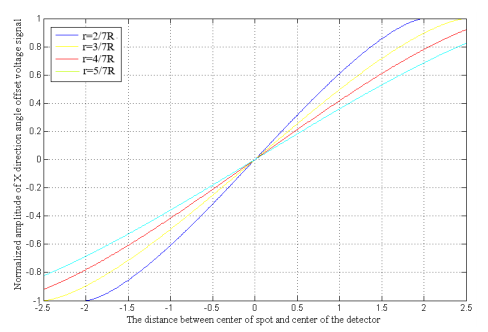 Normalized amplitude of X direction angle offset voltage signal
1
0.8
0.6
0.4
0.2
0
-0.2
-0.4
-0.6
-0.8
-1
r=2/7R
r=3/7R
r=4/7R
r=5/7R
-2.5 -2 -1.5 -1 -0.5 0 0.5 1 1.5 2 2.5
The distance between center of spot and center of the detector